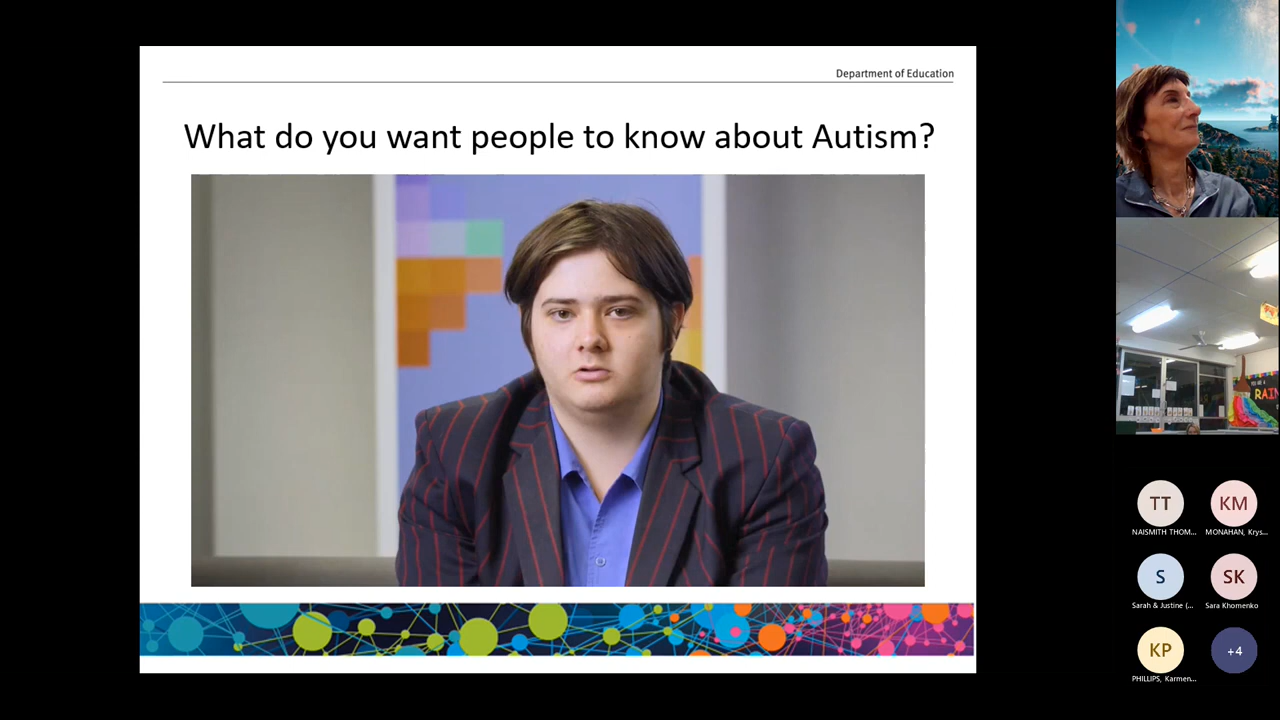 Department of Education
What do you want people to know about Autism?
RAIN
TT
KM
NAISMITH THOM...
MONAHAN, Krys...
S
SK
Sarah & Justine (...
Sara Khomenko
KP
+4
PHILLIPS, Karmen...